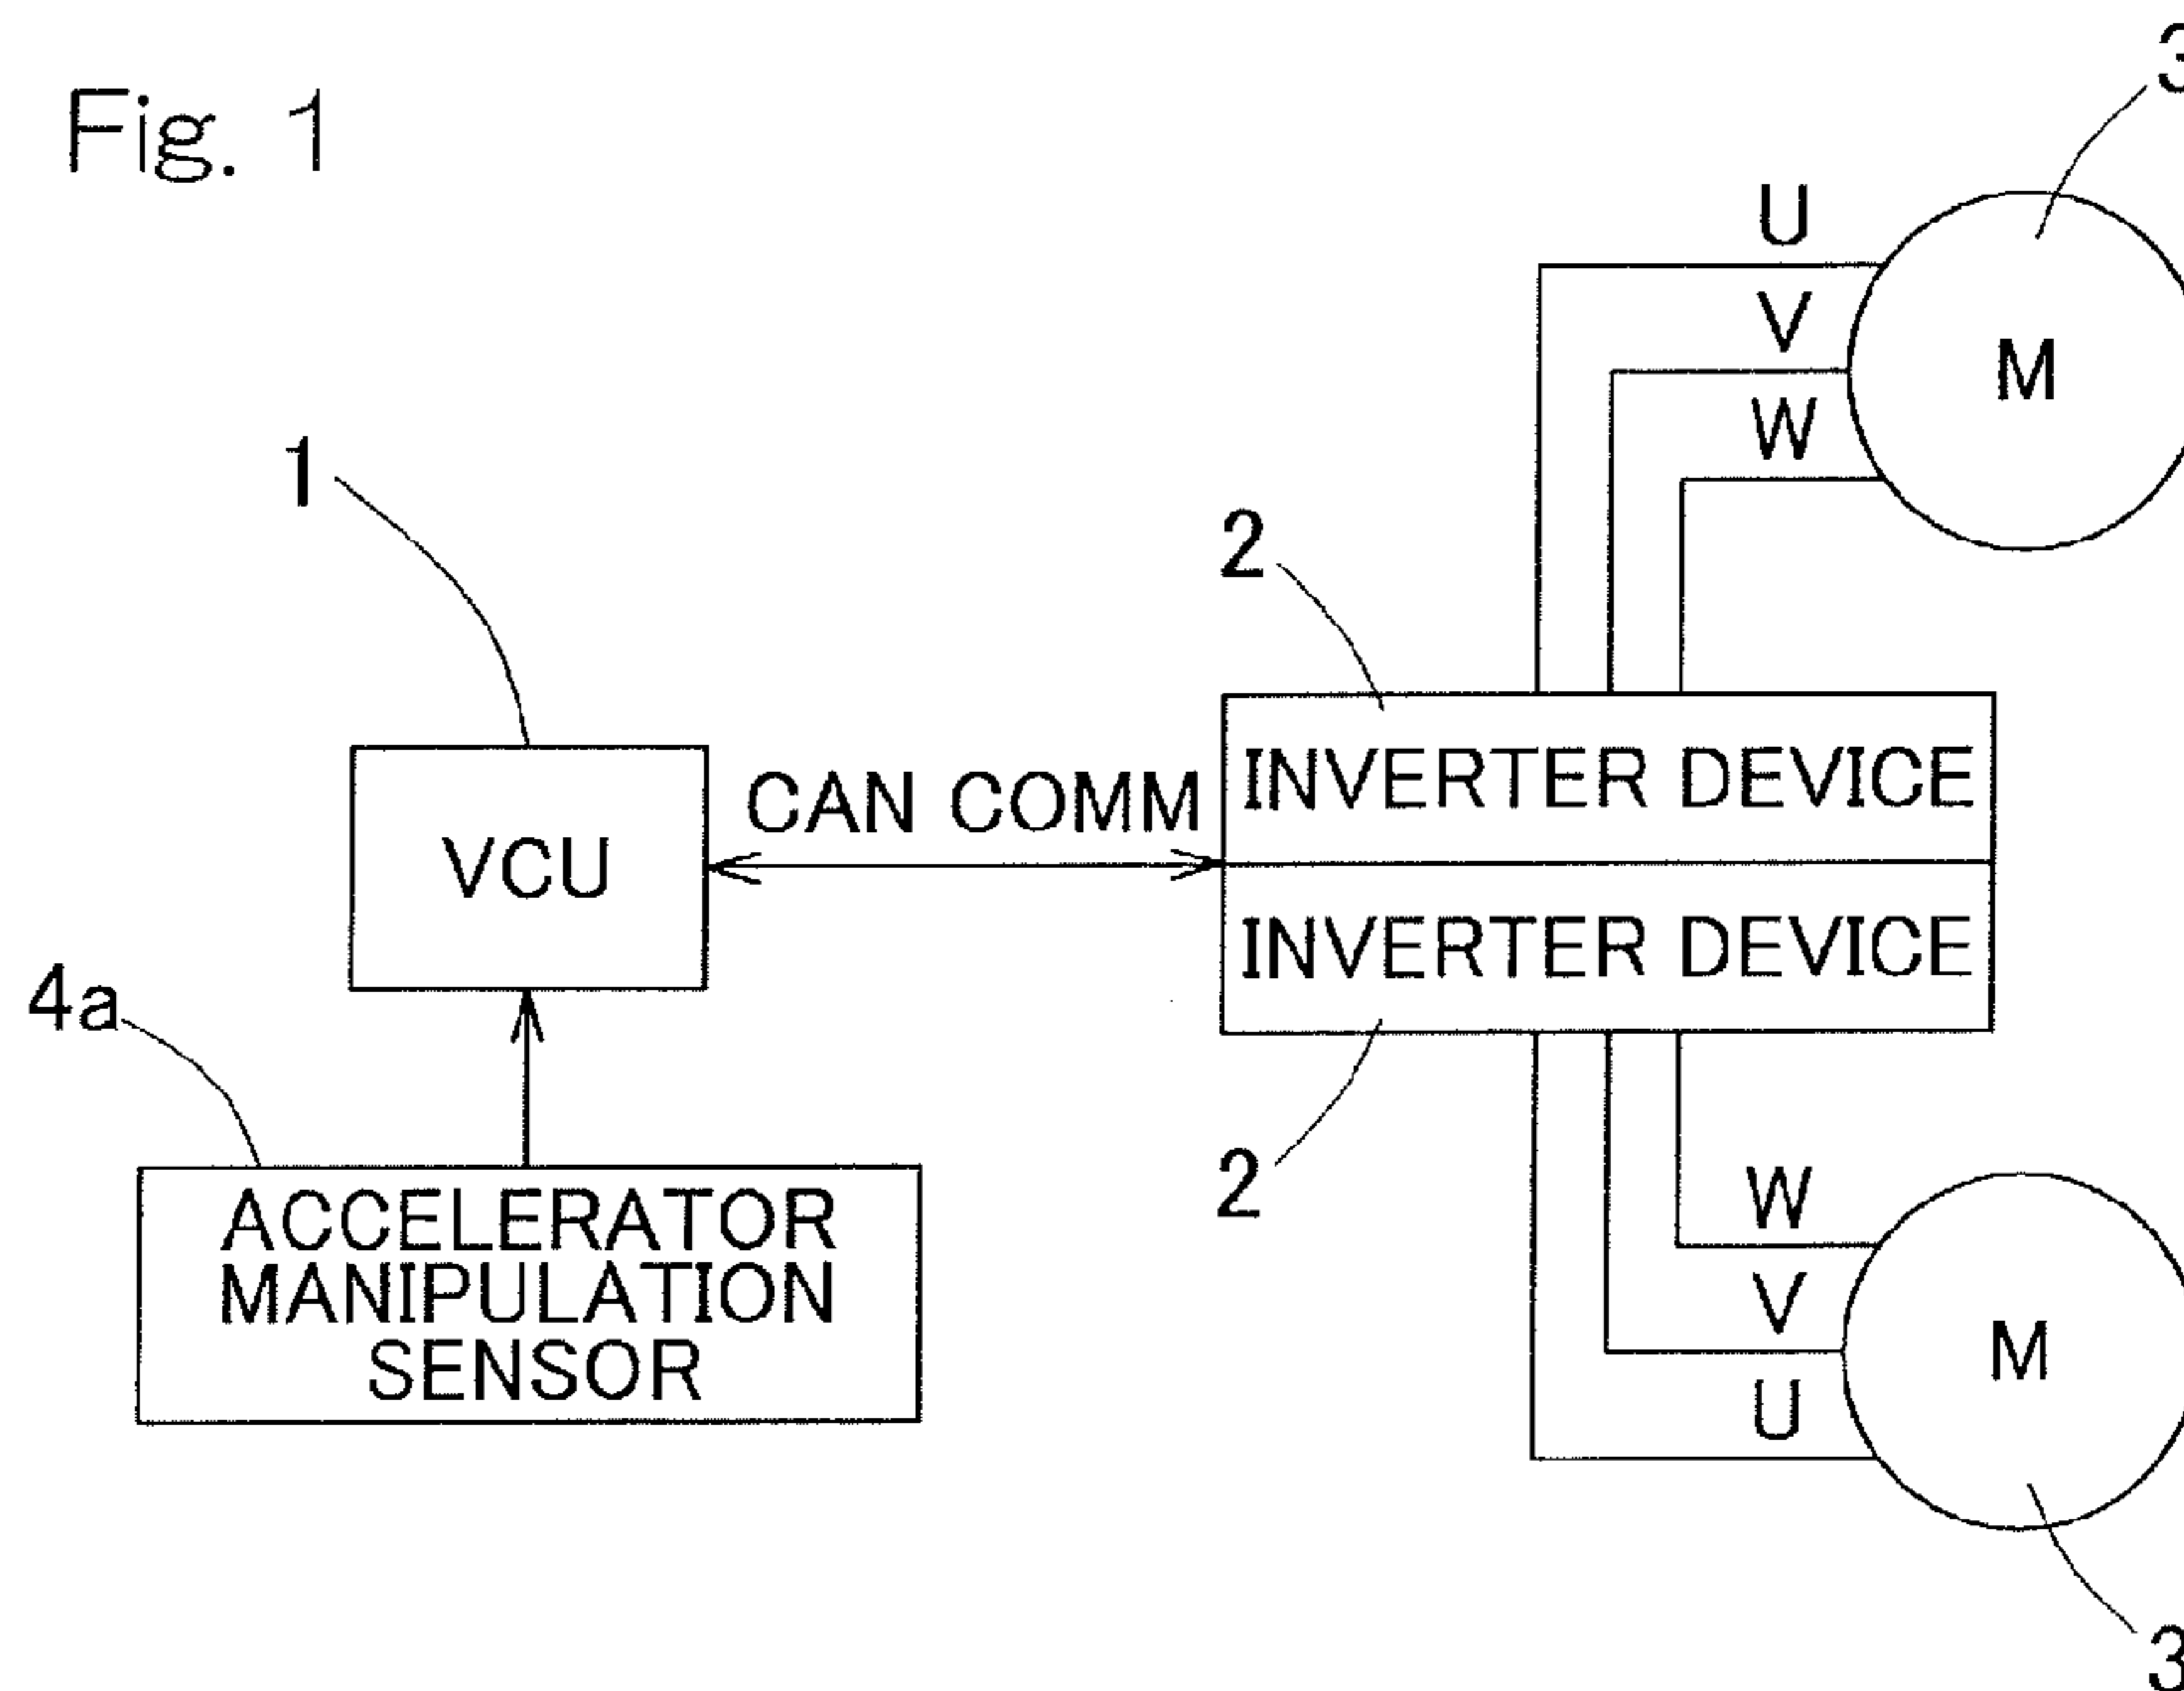 Fig. 1
3
U
V
M
W
1
2
INVERTER DEVICE
CAN COMM
VCU
INVERTER DEVICE
4a
2
W
ACCELERATOR
MANIPULATION
SENSOR
V
M
U
3